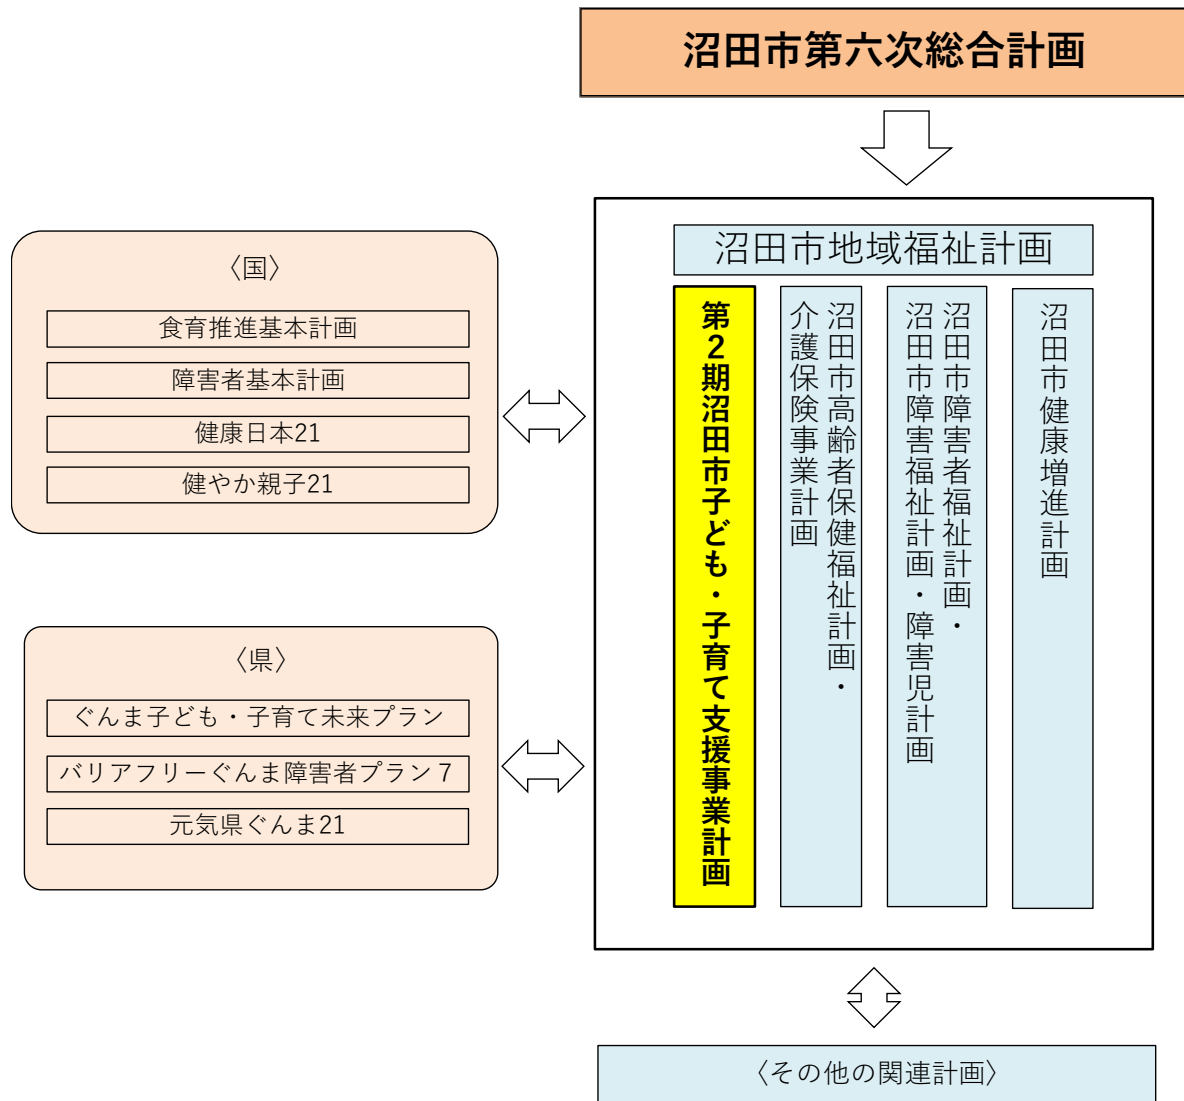 沼田市第六次総合計画
〈国〉
食育推進基本計画
障害者基本計画
健康日本21
健やか親子21
〈県〉
ぐんま子ども・子育て未来プラン
バリアフリーぐんま障害者プラン７
元気県ぐんま21
沼田市地域福祉計画
第２期沼田市子ども・子育て支援事業計画
沼田市高齢者保健福祉計画・
介護保険事業計画
沼田市障害者福祉計画・
沼田市障害福祉計画・障害児計画
沼田市健康増進計画
〈その他の関連計画〉